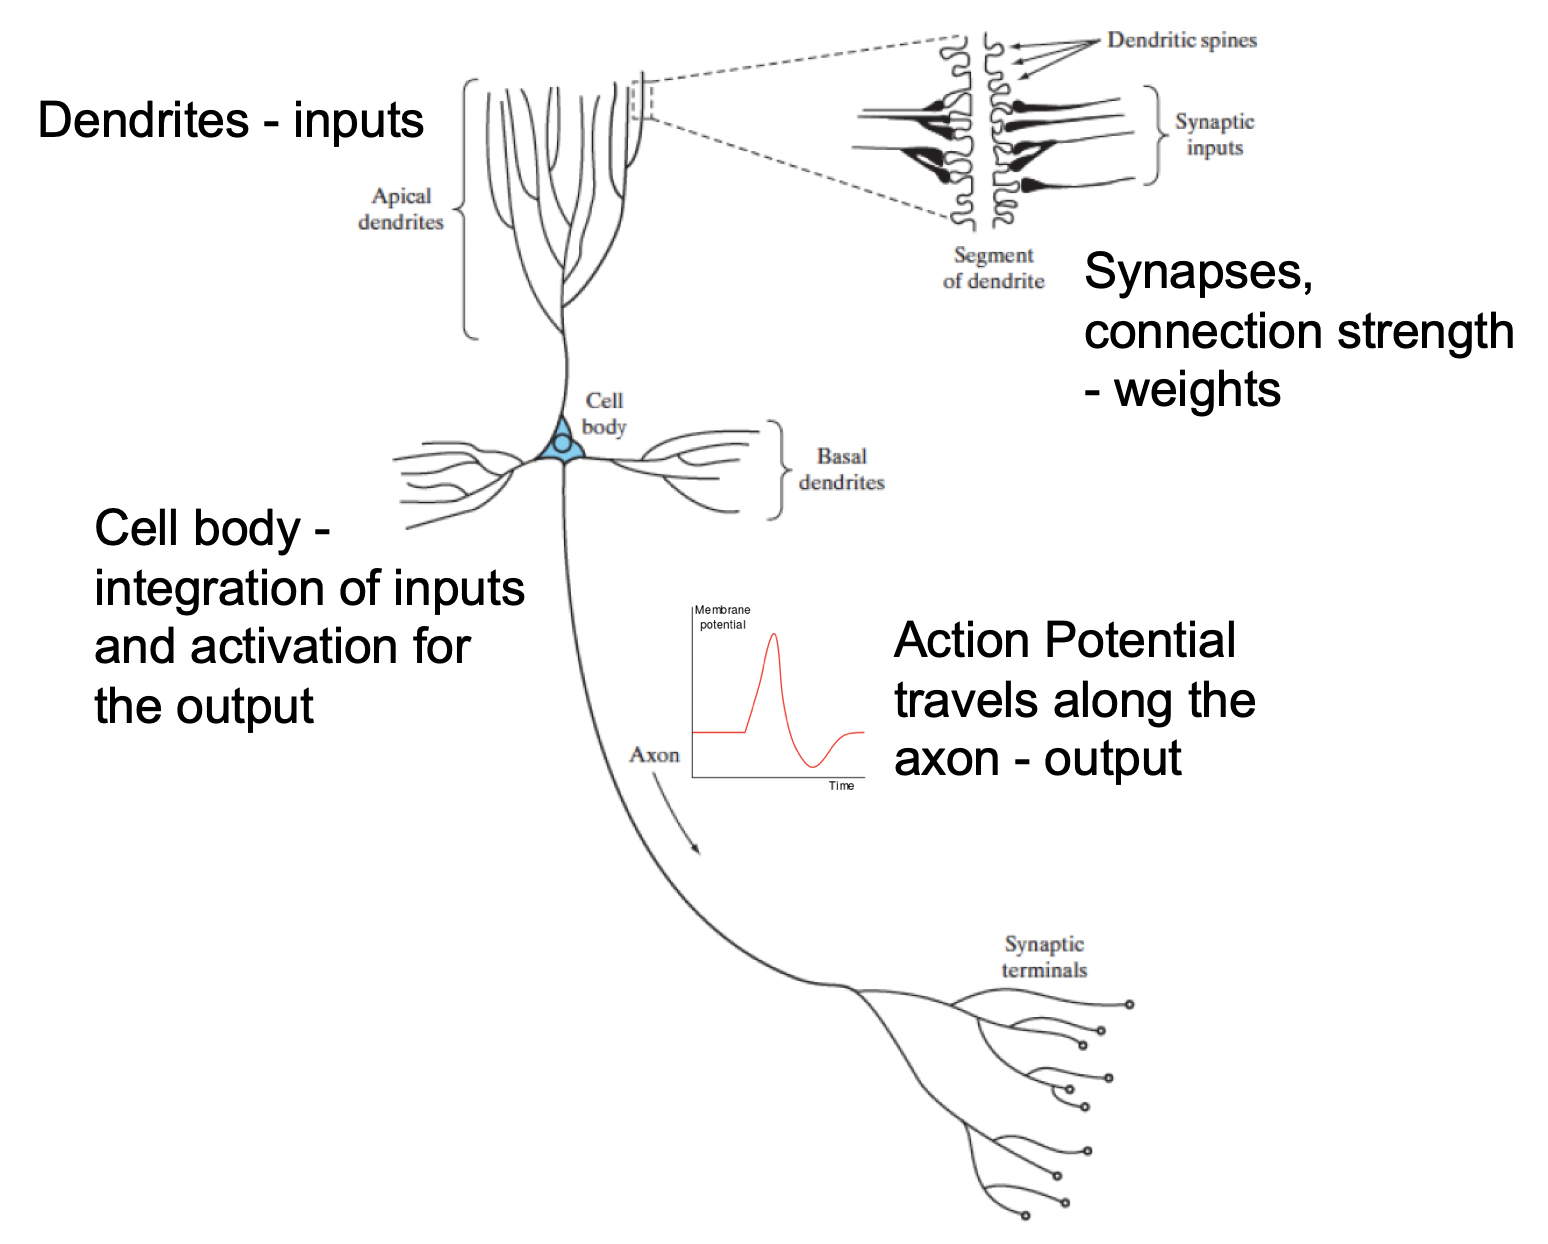 Dendritic spines
Dendrites - inputs
Synaptic
inputs
Apical
dendrites
Segment
of dendrite
Synapses,
connection strength
- weights
Cell
body
Basal
dendrites
Cell body -
integration of inputs
and activation for
the output
Membrane
potential
Action Potential
travels along the
axon - output
Axon
Time
Synaptic
terminals